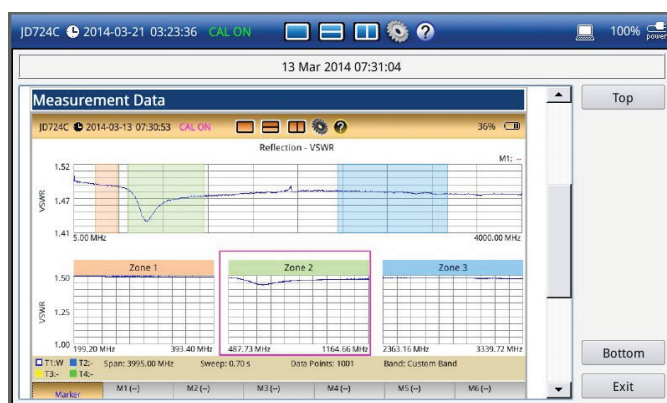 JD724C 2014-03-21 03:23:36 CAL ON 100% power
13 Mar 2014 07:31:04
Measurement Data
Top
JD724C 2014-03-13 07:30:53 CAL ON 36%
Reflection - VSWR
M1: --
1.52
VSWR
1.47
1.41
5.00 MHz 4000.00 MHz
Zone 1 Zone 2 Zone 3
1.50
VSWR
1.25
1.00
199.20 MHz 393.40 MHz 487.73 MHz 1164.66 MHz 2363.16 MHz 3339.72 MHz
T1:W T2:- Span: 3995.00 MHz Sweep: 0.70 s Data Points: 1001 Band: Custom Band
T3:- T4:-
Marker M1 (--) M2 (--) M3 (--) M4 (--) M5 (--) M6 (--)
Bottom
Exit